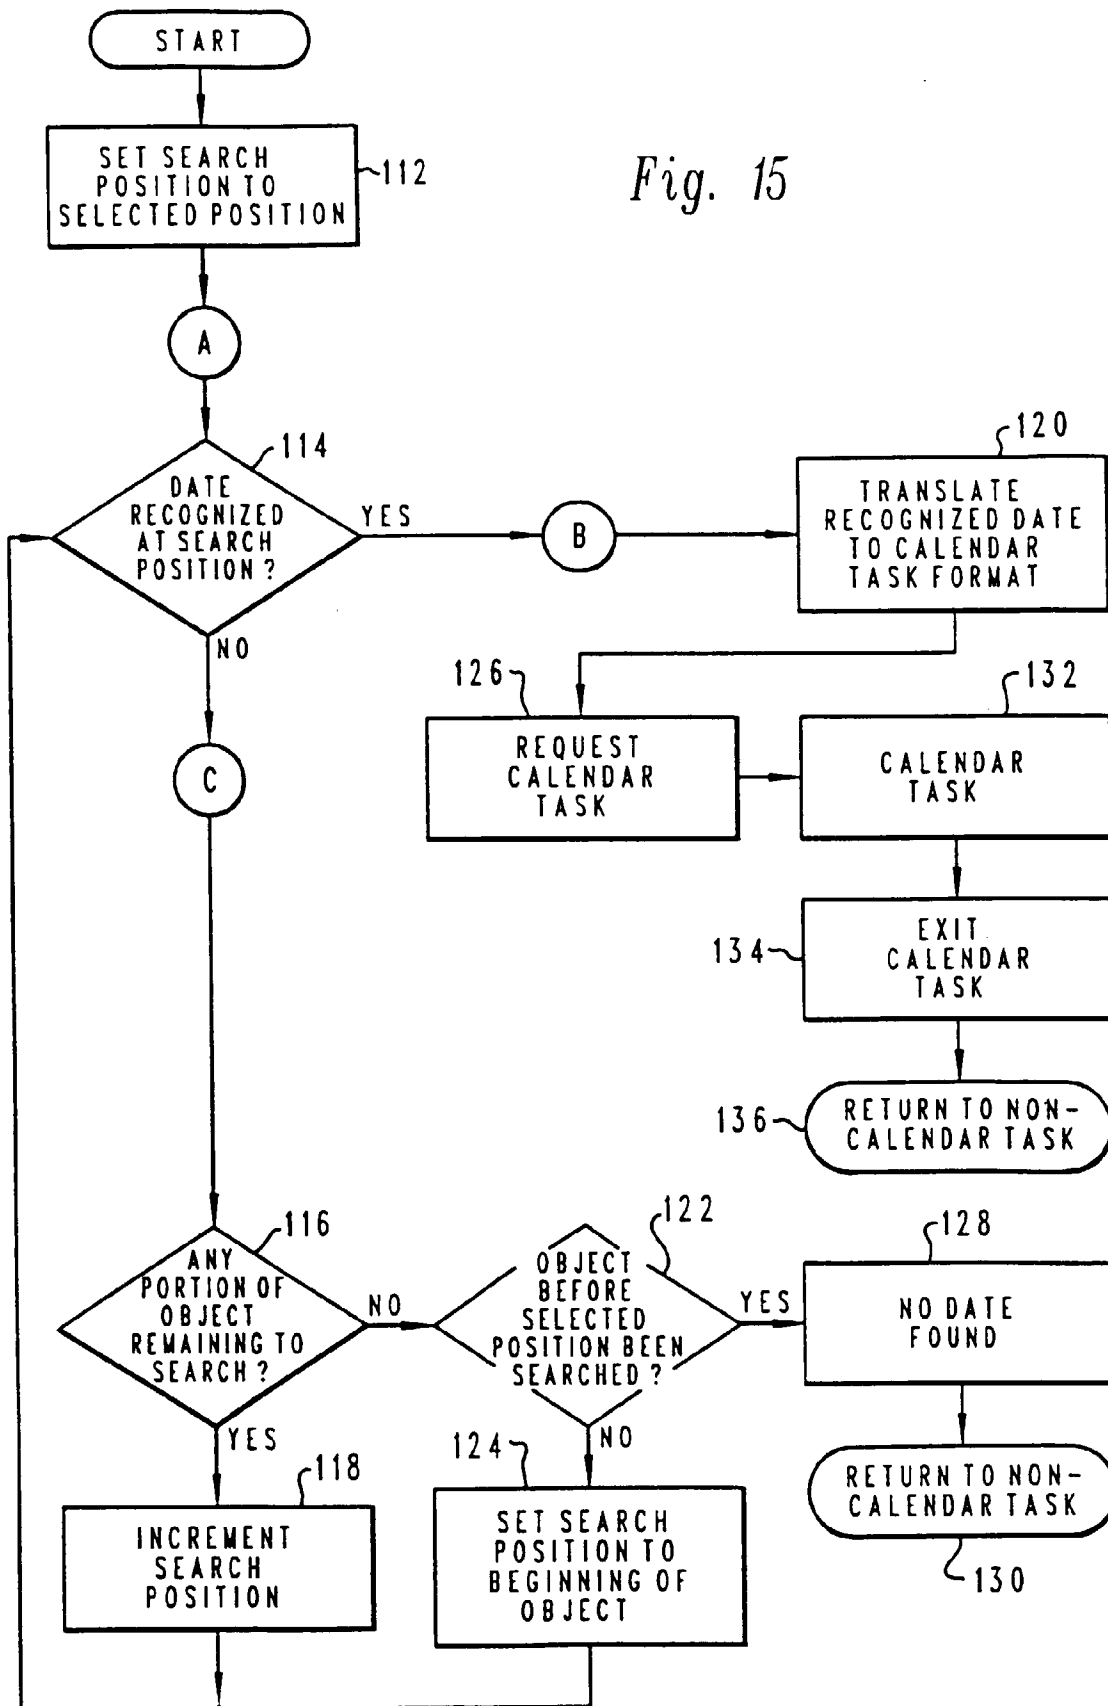 START
SET SEARCH
POSITION TO
SELECTED POSITION
112
Fig. 15
A
114
DATE
RECOGNIZED
AT SEARCH
POSITION ?
YES
NO
B
120
TRANSLATE
RECOGNIZED DATE
TO CALENDAR
TASK FORMAT
126
REQUEST
CALENDAR
TASK
132
CALENDAR
TASK
134
EXIT
CALENDAR
TASK
136
RETURN TO NON-
CALENDAR TASK
C
116
ANY
PORTION OF
OBJECT
REMAINING TO
SEARCH ?
NO
YES
122
OBJECT
BEFORE
SELECTED
POSITION BEEN
SEARCHED ?
YES
NO
128
NO DATE
FOUND
118
INCREMENT
SEARCH
POSITION
124
SET SEARCH
POSITION TO
BEGINNING OF
OBJECT
RETURN TO NON-
CALENDAR TASK
130